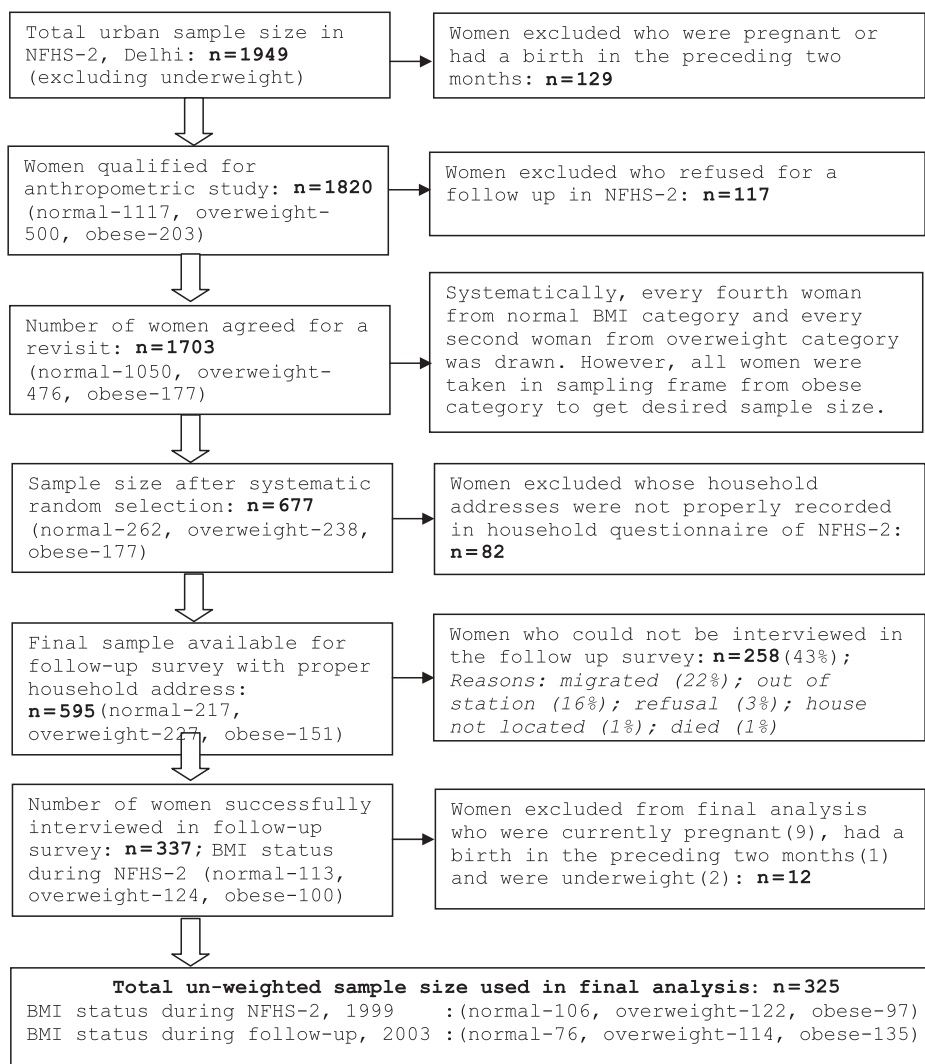 Total urban sample size in
NFHS-2, Delhi: n=1949
(excluding underweight)
Women excluded who were pregnant or
had a birth in the preceding two
months: n=129
Women qualified for
anthropometric study: n=1820
(normal-1117, overweight-
500, obese-203)
Women excluded who refused for a
follow up in NFHS-2: n=117
Number of women agreed for a
revisit: n=1703
(normal-1050, overweight-
476, obese-177)
Systematically, every fourth woman
from normal BMI category and every
second woman from overweight category
was drawn. However, all women were
taken in sampling frame from obese
category to get desired sample size.
Sample size after systematic
random selection: n=677
(normal-262, overweight-238,
obese-177)
Women excluded whose household
addresses were not properly recorded
in household questionnaire of NFHS-2:
n=82
Final sample available for
follow-up survey with proper
household address:
n=595(normal-217,
overweight-227, obese-151)
Women who could not be interviewed in
the follow up survey: n=258(43%);
Reasons: migrated (22%); out of
station (16%); refusal (3%); house
not located (1%); died (1%)
Number of women successfully
interviewed in follow-up
survey: n=337; BMI status
during NFHS-2 (normal-113,
overweight-124, obese-100)
Women excluded from final analysis
who were currently pregnant(9), had a
birth in the preceding two months(1)
and were underweight(2): n=12
Total un-weighted sample size used in final analysis: n=325
BMI status during NFHS-2, 1999 :(normal-106, overweight-122, obese-97)
BMI status during follow-up, 2003 :(normal-76, overweight-114, obese-135)